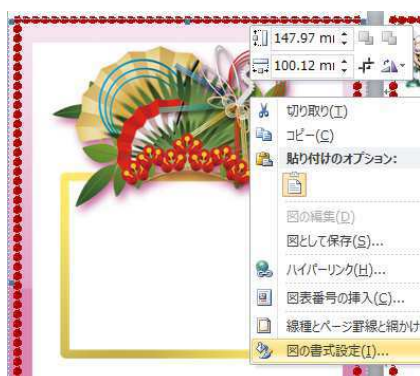 147.97 mi
100.12 mi
切り取り(T)
コピー(C)
貼り付けのオプション:
図の編集(D)
図として保存(S)...
ハイパーリンク(H)...
図表番号の挿入(C)...
線種とページ罫線と網かけ
図の書式設定(I)...